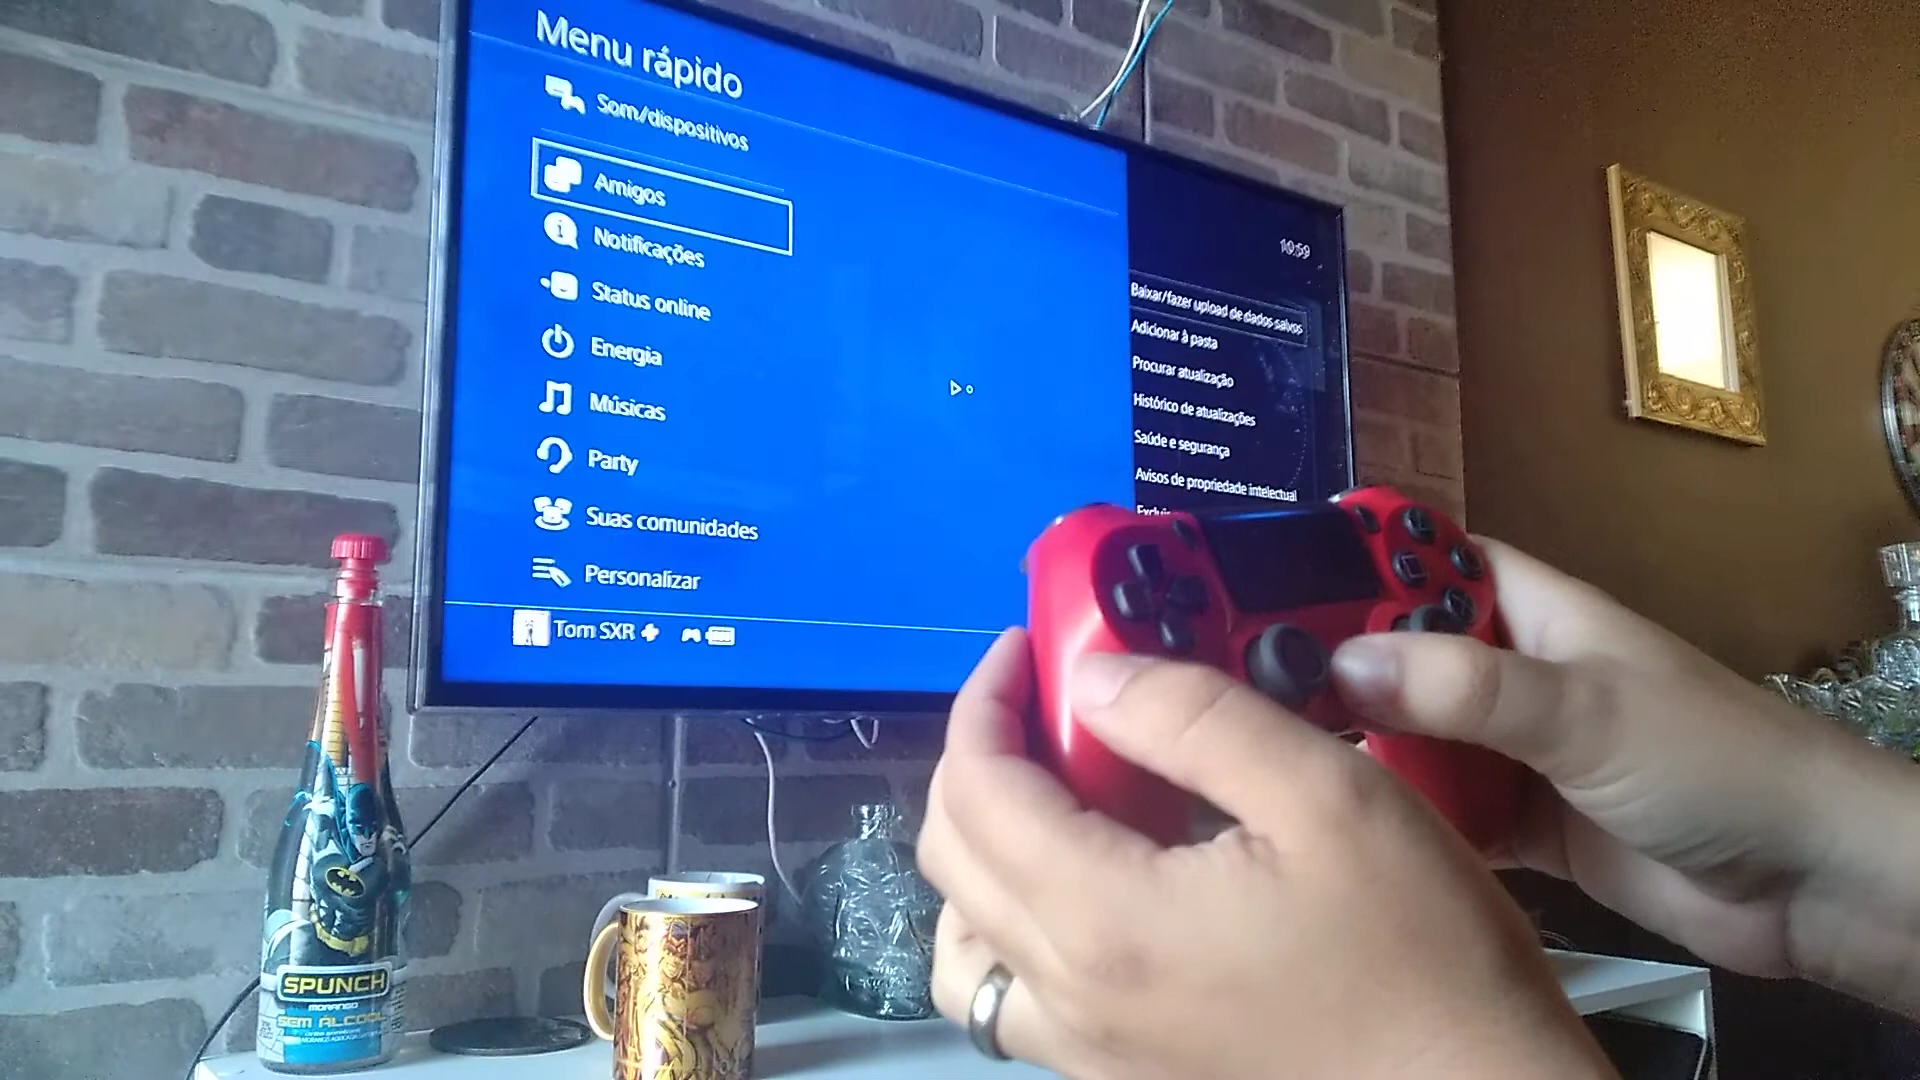 Menu rápido
Som/dispositivos
Amigos
Notificações
Status online
Energia
Músicas
Party
Suas comunidades
Personalizar
Tom SXR
10:59
Baixar/fazer upload de dados salvos
Adicionar à pasta
Procurar atualização
Histórico de atualizações
Saúde e segurança
Avisos de propriedade intelectual
SPUNCH
MORANGO
SEM ÁLCOOL